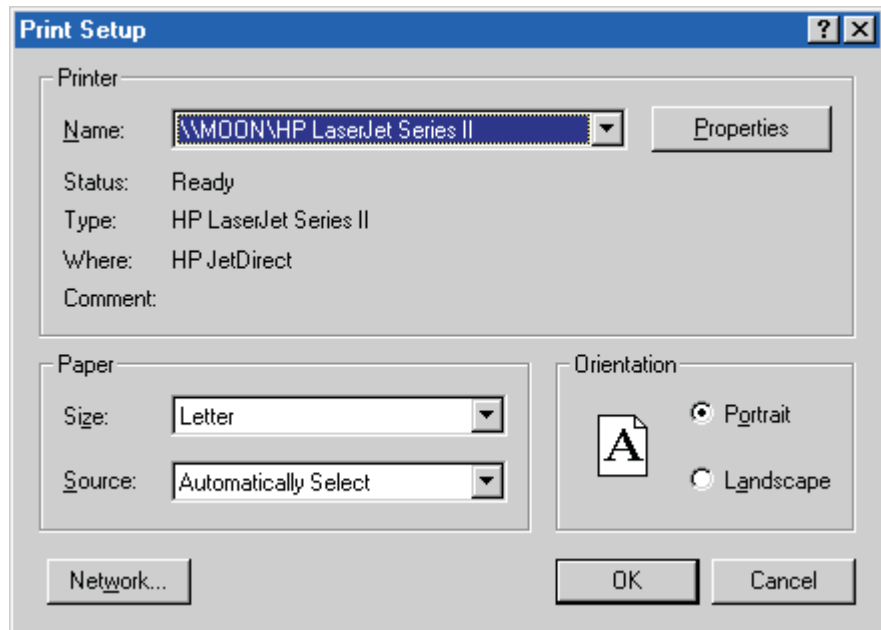 Print Setup ? X
Printer
Name: \\MOON\HP LaserJet Series II Properties
Status: Ready
Type: HP LaserJet Series II
Where: HP JetDirect
Comment:
Paper
Size: Letter
Source: Automatically Select
Orientation
A
Portrait
Landscape
Network... OK Cancel